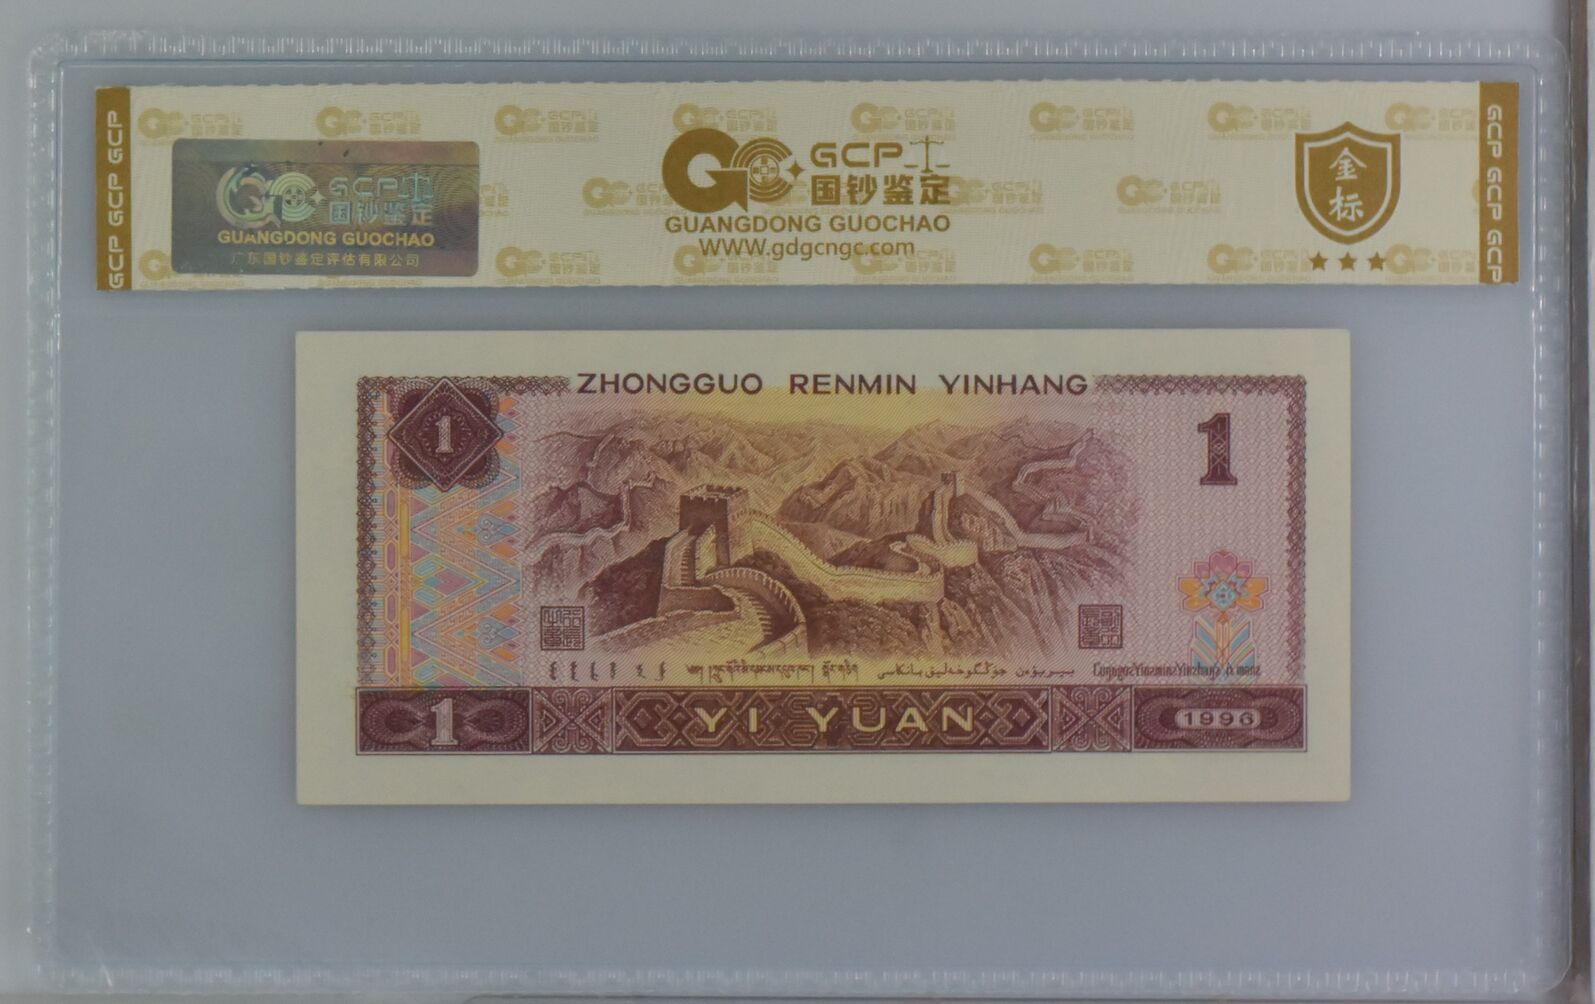 GCP GCP GCP
GCP
国钞鉴定
GUANGDONG GUOCHAO
广东国钞鉴定评估有限公司
GCP
国钞鉴定
GUANGDONG GUOCHAO
WWW.gdgcngc.com
金
标
GCP GCP GCP
ZHONGGUO RENMIN YINHANG
1
1
1
YI YUAN
1996